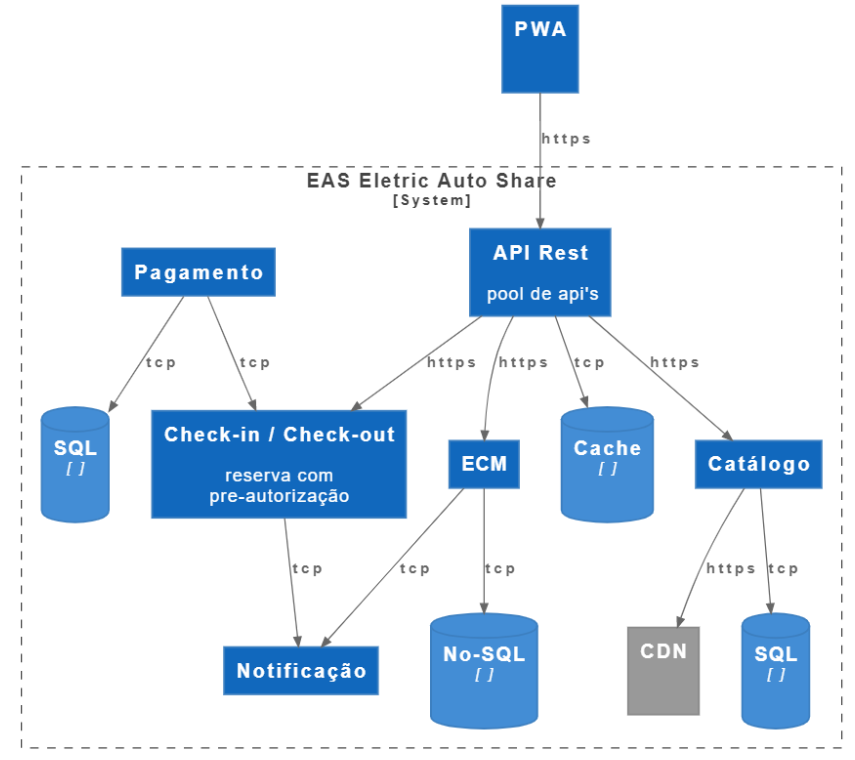 PWA
https
EAS Eletric Auto Share
[System]
API Rest
pool de api's
Pagamento
tcp
tcp
https
https
tcp
https
SQL
[ ]
Check-in / Check-out
reserva com
pre-autorização
ECM
Cache
[ ]
Catálogo
tcp
tcp
tcp
https
tcp
Notificação
No-SQL
[ ]
CDN
SQL
[ ]